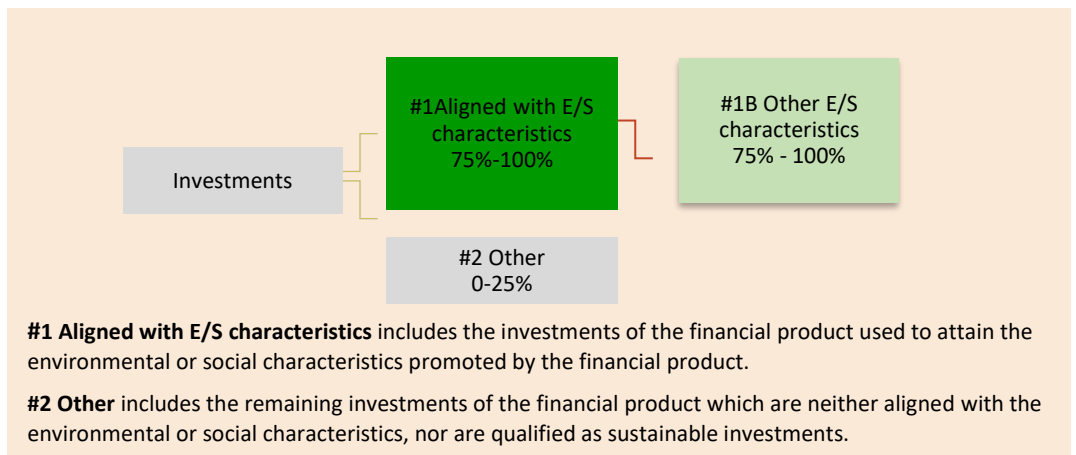 #1Aligned with E/S
characteristics
75%-100%
#1B Other E/S
characteristics
75% - 100%
Investments
#2 Other
0-25%
#1 Aligned with E/S characteristics includes the investments of the financial product used to attain the
environmental or social characteristics promoted by the financial product.
#2 Other includes the remaining investments of the financial product which are neither aligned with the
environmental or social characteristics, nor are qualified as sustainable investments.